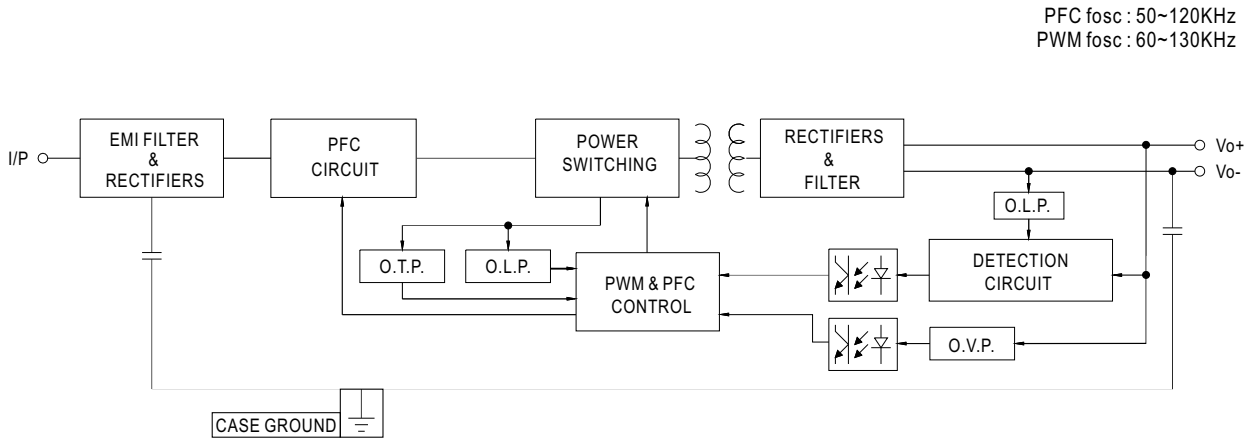 PFC fosc : 50~120KHz
PWM fosc : 60~130KHz
I/P
EMI FILTER
&
RECTIFIERS
PFC
CIRCUIT
POWER
SWITCHING
RECTIFIERS
&
FILTER
Vo+
Vo-
O.L.P.
O.T.P.
O.L.P.
PWM & PFC
CONTROL
DETECTION
CIRCUIT
O.V.P.
CASE GROUND